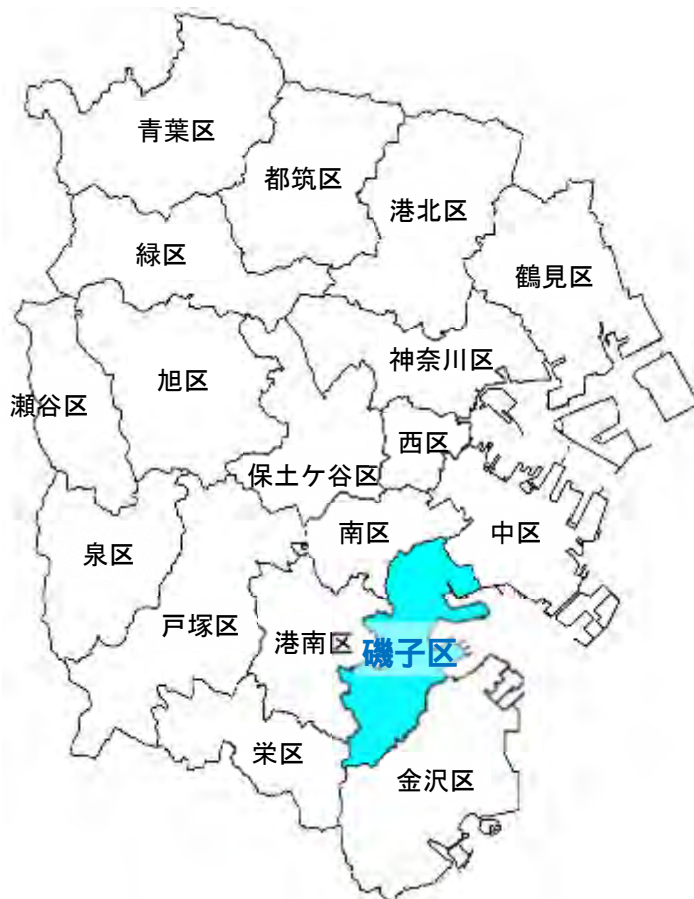 青葉区
都筑区
港北区
緑区
鶴見区
神奈川区
旭区
瀬谷区
西区
保土ケ谷区
南区
中区
泉区
戸塚区
港南区
磯子区
栄区
金沢区